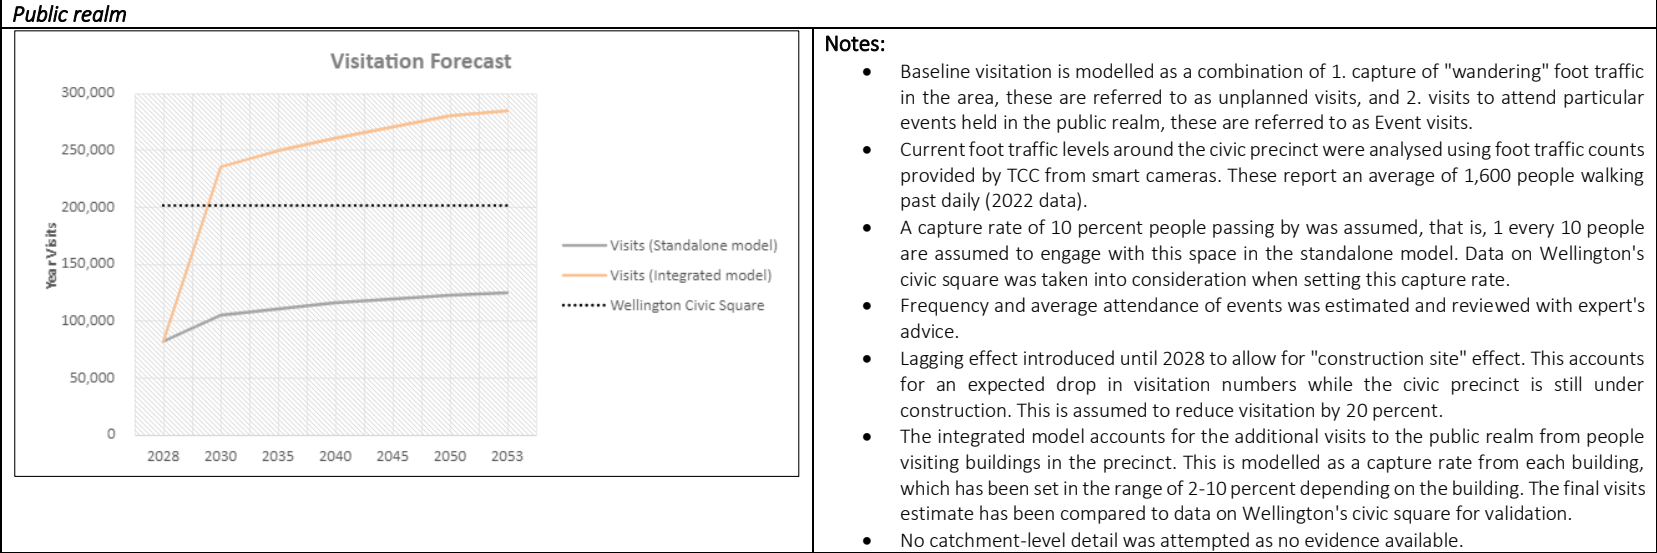 Public realm
Visitation Forecast
300,000
250,000
200,000
150,000
100,000
50,000
0
Year Visits
2028 2030 2035 2040 2045 2050 2053
Visits (Standalone model)
Visits (Integrated model)
Wellington Civic Square
Notes:
• Baseline visitation is modelled as a combination of 1. capture of "wandering" foot traffic
in the area, these are referred to as unplanned visits, and 2. visits to attend particular
events held in the public realm, these are referred to as Event visits.
• Current foot traffic levels around the civic precinct were analysed using foot traffic counts
provided by TCC from smart cameras. These report an average of 1,600 people walking
past daily (2022 data).
• A capture rate of 10 percent people passing by was assumed, that is, 1 every 10 people
are assumed to engage with this space in the standalone model. Data on Wellington's
civic square was taken into consideration when setting this capture rate.
• Frequency and average attendance of events was estimated and reviewed with expert's
advice.
• Lagging effect introduced until 2028 to allow for "construction site" effect. This accounts
for an expected drop in visitation numbers while the civic precinct is still under
construction. This is assumed to reduce visitation by 20 percent.
• The integrated model accounts for the additional visits to the public realm from people
visiting buildings in the precinct. This is modelled as a capture rate from each building,
which has been set in the range of 2-10 percent depending on the building. The final visits
estimate has been compared to data on Wellington's civic square for validation.
• No catchment-level detail was attempted as no evidence available.